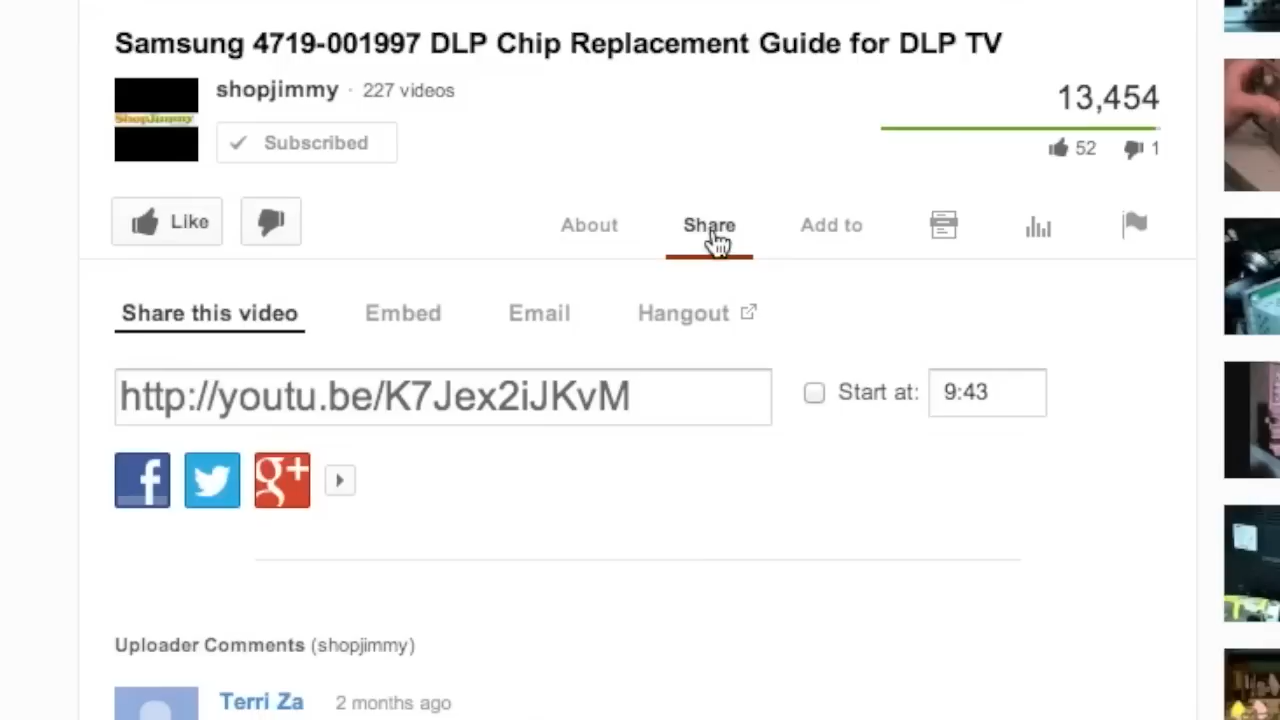 Samsung 4719-001997 DLP Chip Replacement Guide for DLP TV
shopjimmy · 227 videos
ShopJimmy
Subscribed
13,454
52 1
Like
About Share Add to
Share this video Embed Email Hangout
http://youtu.be/K7Jex2iJKvM
Start at: 9:43
f g+
Uploader Comments (shopjimmy)
Terri Za 2 months ago